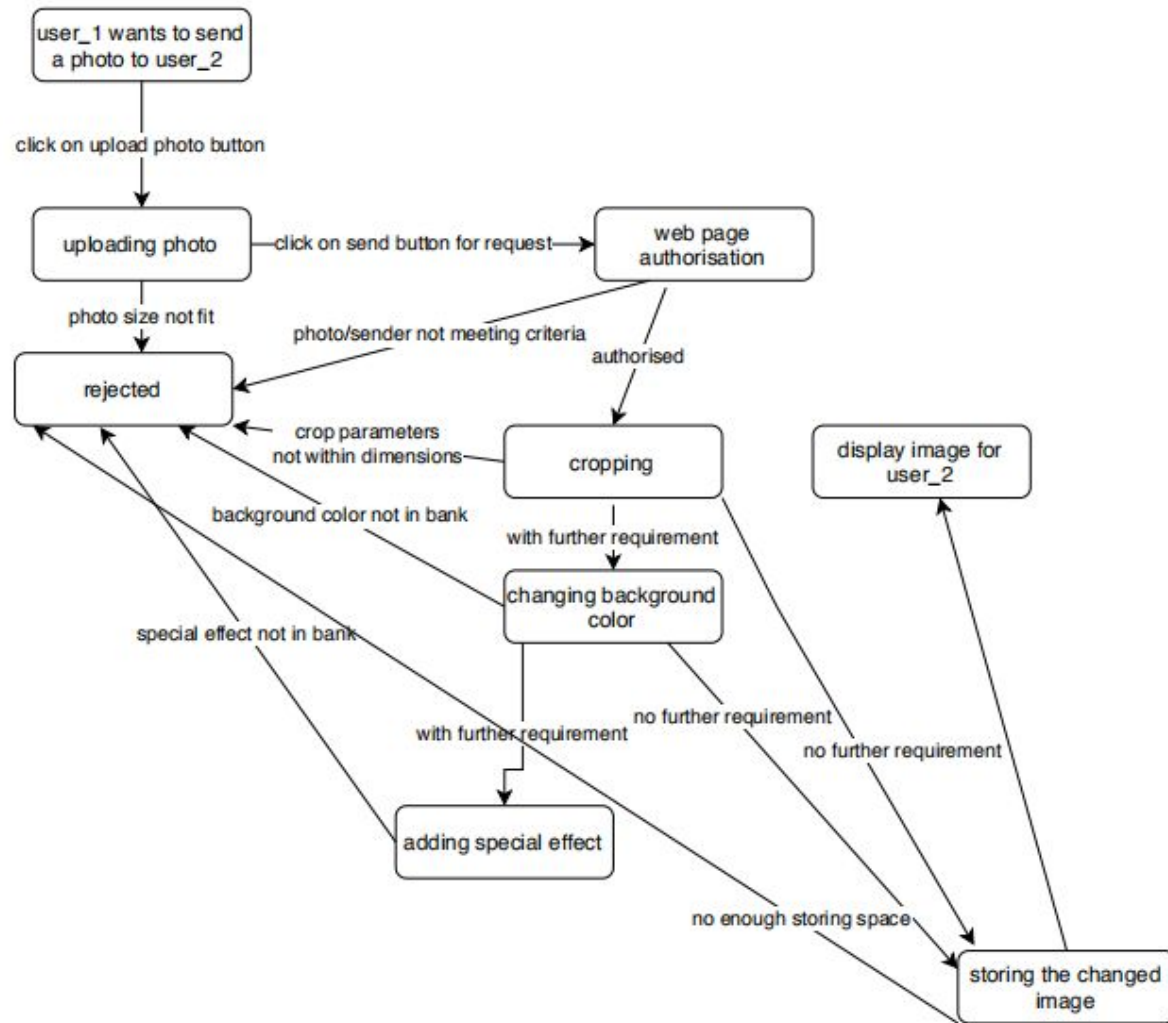 user_1 wants to send
a photo to user_2
click on upload photo button
uploading photo
click on send button for request
web page
authorisation
photo size not fit
photo/sender not meeting criteria
authorised
rejected
crop parameters
not within dimensions
cropping
display image for
user_2
background color not in bank
with further requirement
changing background
color
special effect not in bank
no further requirement
with further requirement
no further requirement
adding special effect
no enough storing space
storing the changed
image